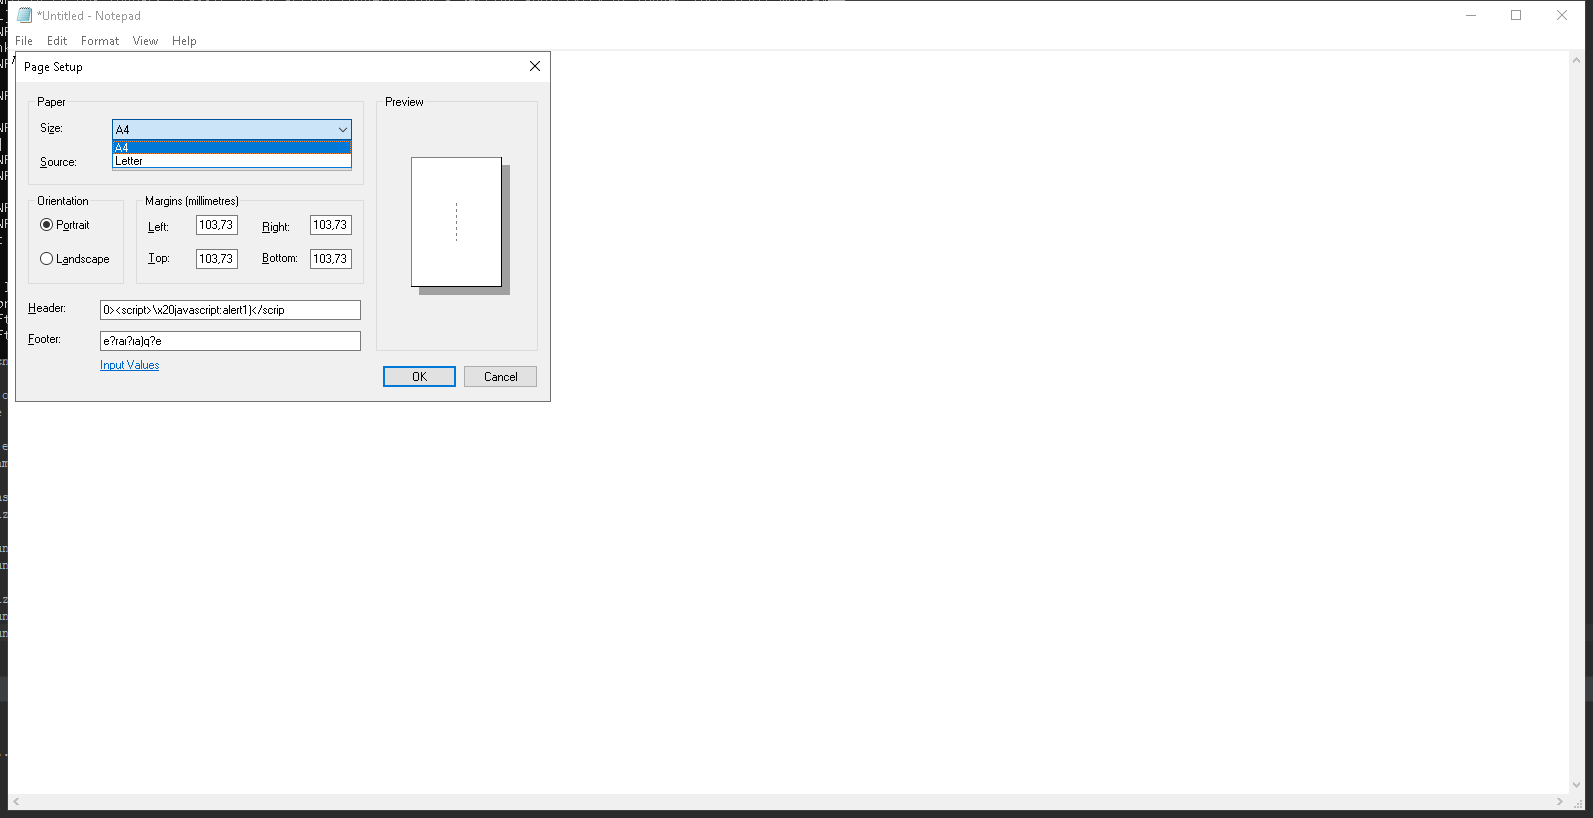 *Untitled - Notepad
File Edit Format View Help
Page Setup
Paper
Size:
A4
A4
Letter
Source:
Preview
Orientation
Portrait
Landscape
Margins (millimetres)
Left: 103,73 Right: 103,73
Top: 103,73 Bottom: 103,73
Header: 0><script>\x20javascript:alert1)</scrip
Footer: e?raı?ıa)q?e
Input Values
OK Cancel